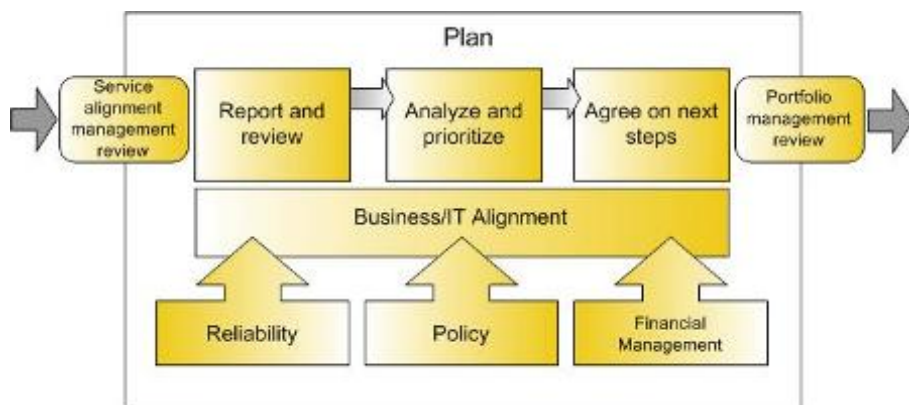 Plan
Service
alignment
management
review
Report and
review
Analyze and
prioritize
Agree on next
steps
Portfolio
management
review
Business/IT Alignment
Reliability
Policy
Financial
Management